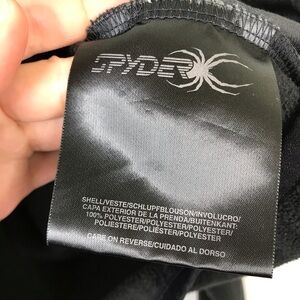 SPYDER
SHELL/VESTE/SCHLUPFBLOUSON/INVOLUCRO/
CAPA EXTERIOR DE LA PRENDA/BUITENKANT:
100% POLYESTER/POLYESTER/POLYESTER/
POLIESTERE/POLIÉSTER/POLYESTER
CARE ON REVERSE/CUIDADO AL DORSO